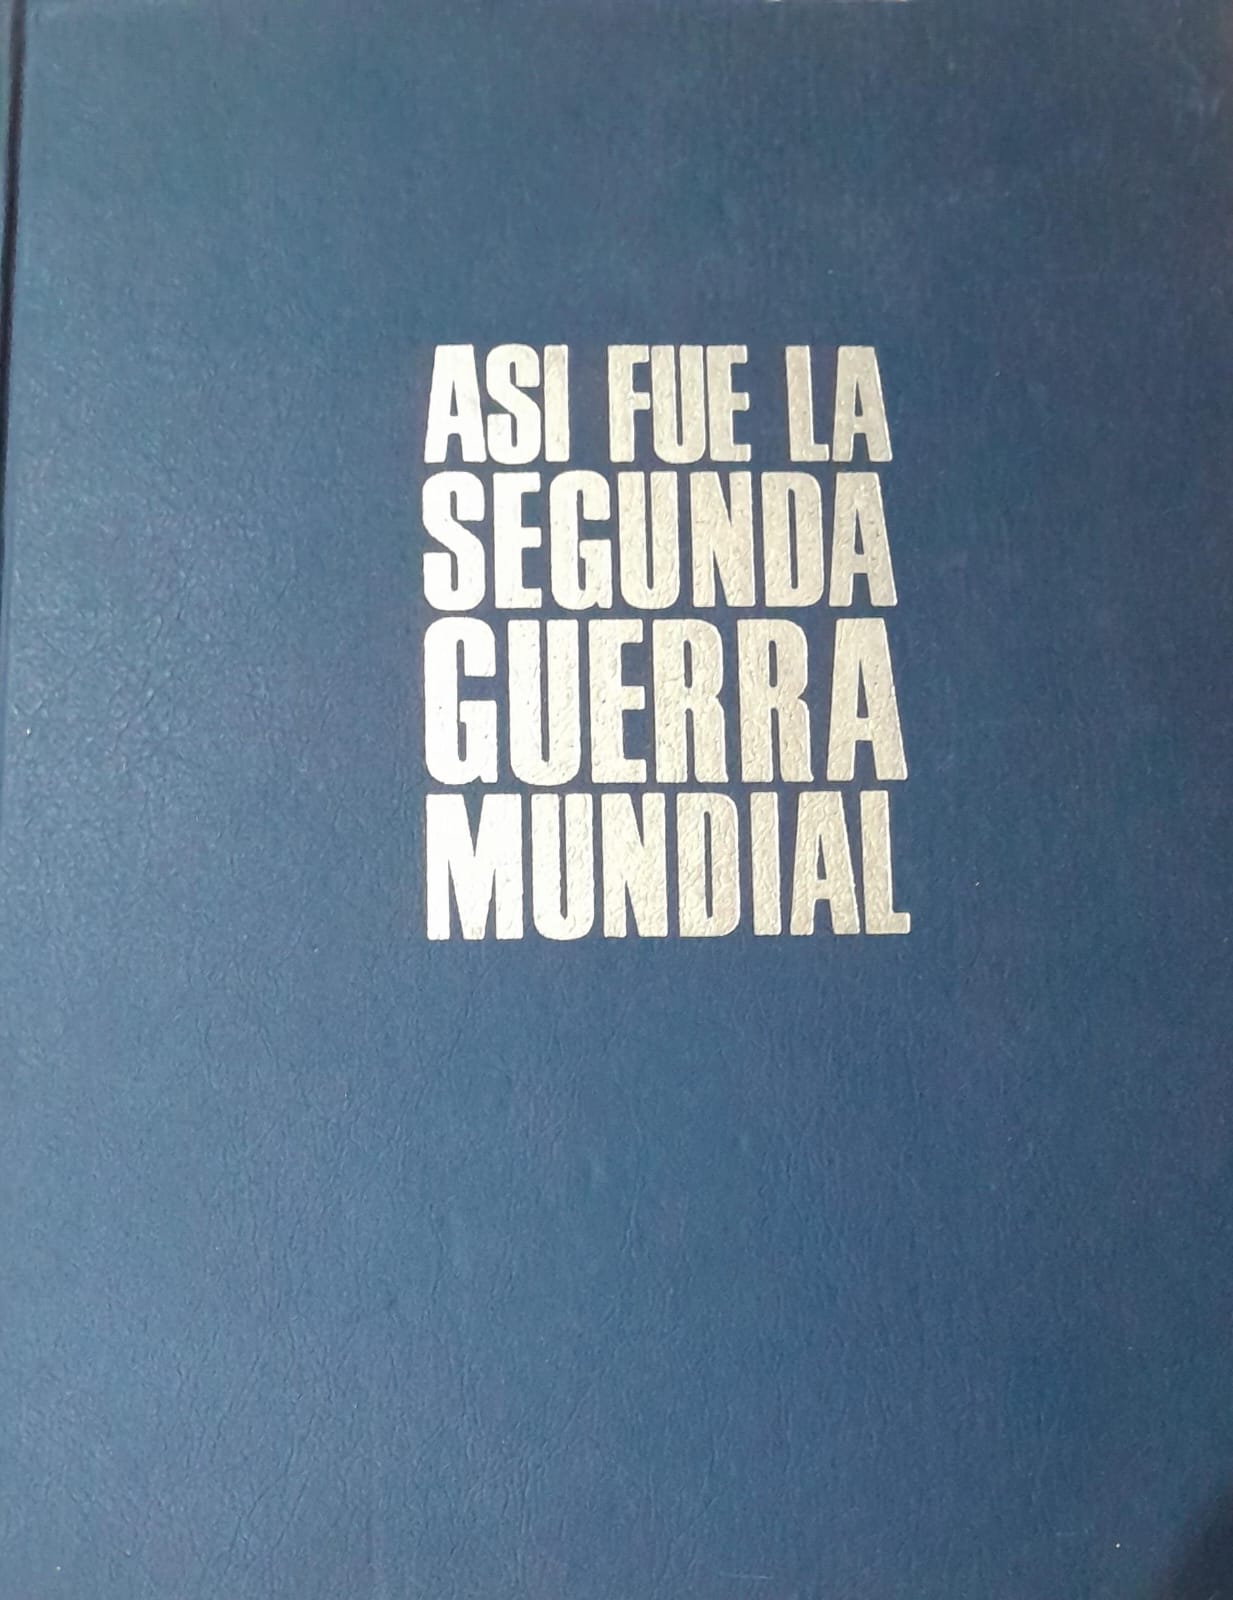 ASI FUE LA
SEGUNDA
GUERRA
MUNDIAL